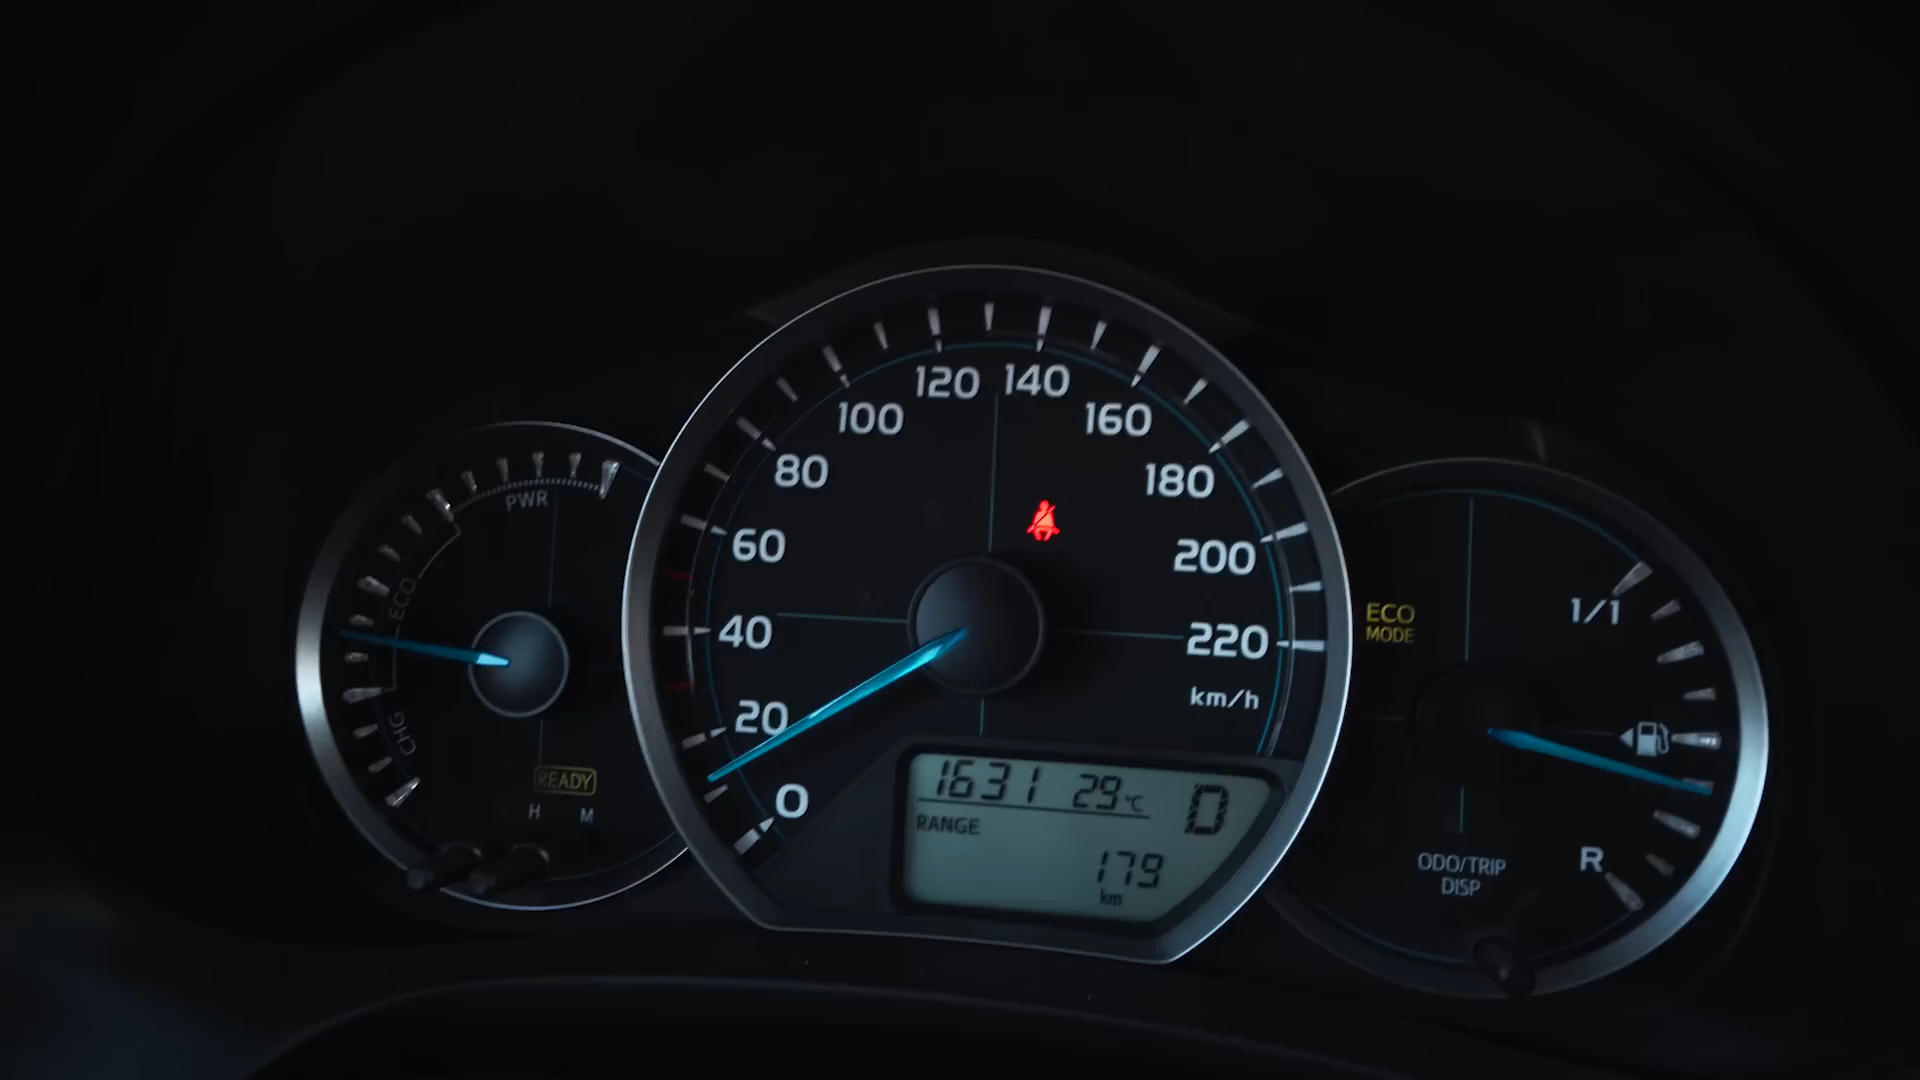 PWR
ECO
CHG
READY
H M
0
20
40
60
80
100
120
140
160
180
200
220
km/h
1631 29°C D
RANGE
179
km
ECO
MODE
1/1
R
ODO/TRIP
DISP